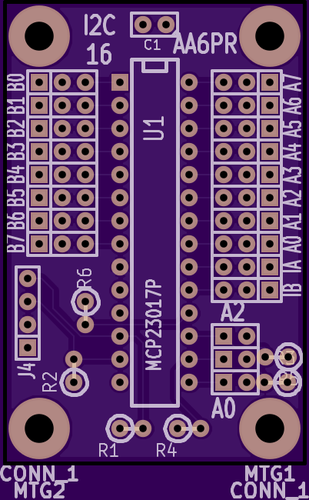 I2C
16
C1
AA6PR
U1
MCP23017P
B0
B1
B2
B3
B4
B5
B6
B7
A7
A6
A5
A4
A3
A2
A1
A0
IA
IB
R6
J4
R2
A2
A0
R1
R4
CONN_1
MTG2
MTG1
CONN_1